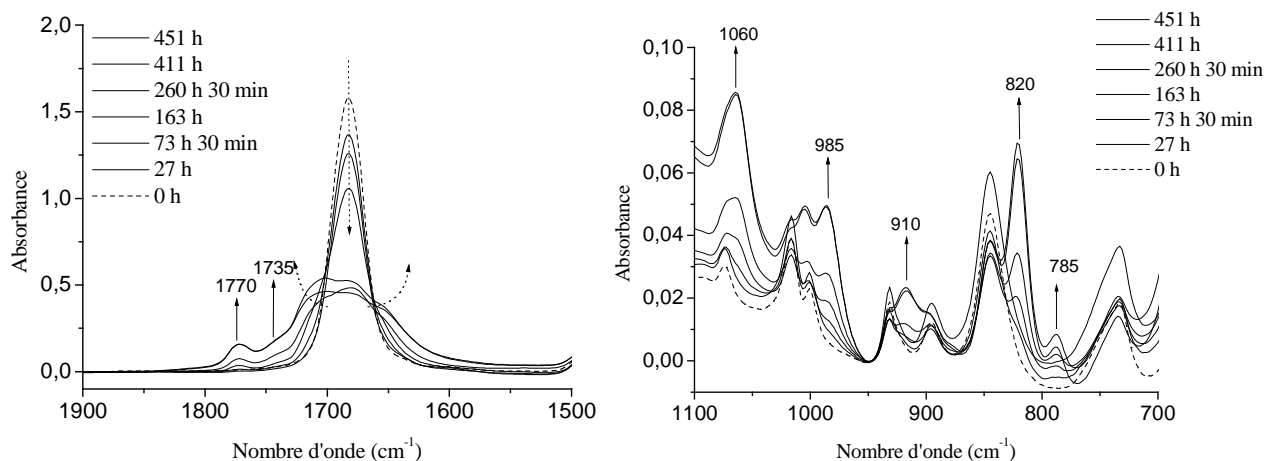 2,0
1,5
1,0
0,5
0,0
Absorbance
451 h
411 h
260 h 30 min
163 h
73 h 30 min
27 h
0 h
1770
1735
1900
1800
1700
1600
1500
Nombre d'onde (cm-1)
0,10
0,08
0,06
0,04
0,02
0,00
Absorbance
1060
985
910
820
785
451 h
411 h
260 h 30 min
163 h
73 h 30 min
27 h
0 h
1100
1000
900
800
700
Nombre d'onde (cm-1)